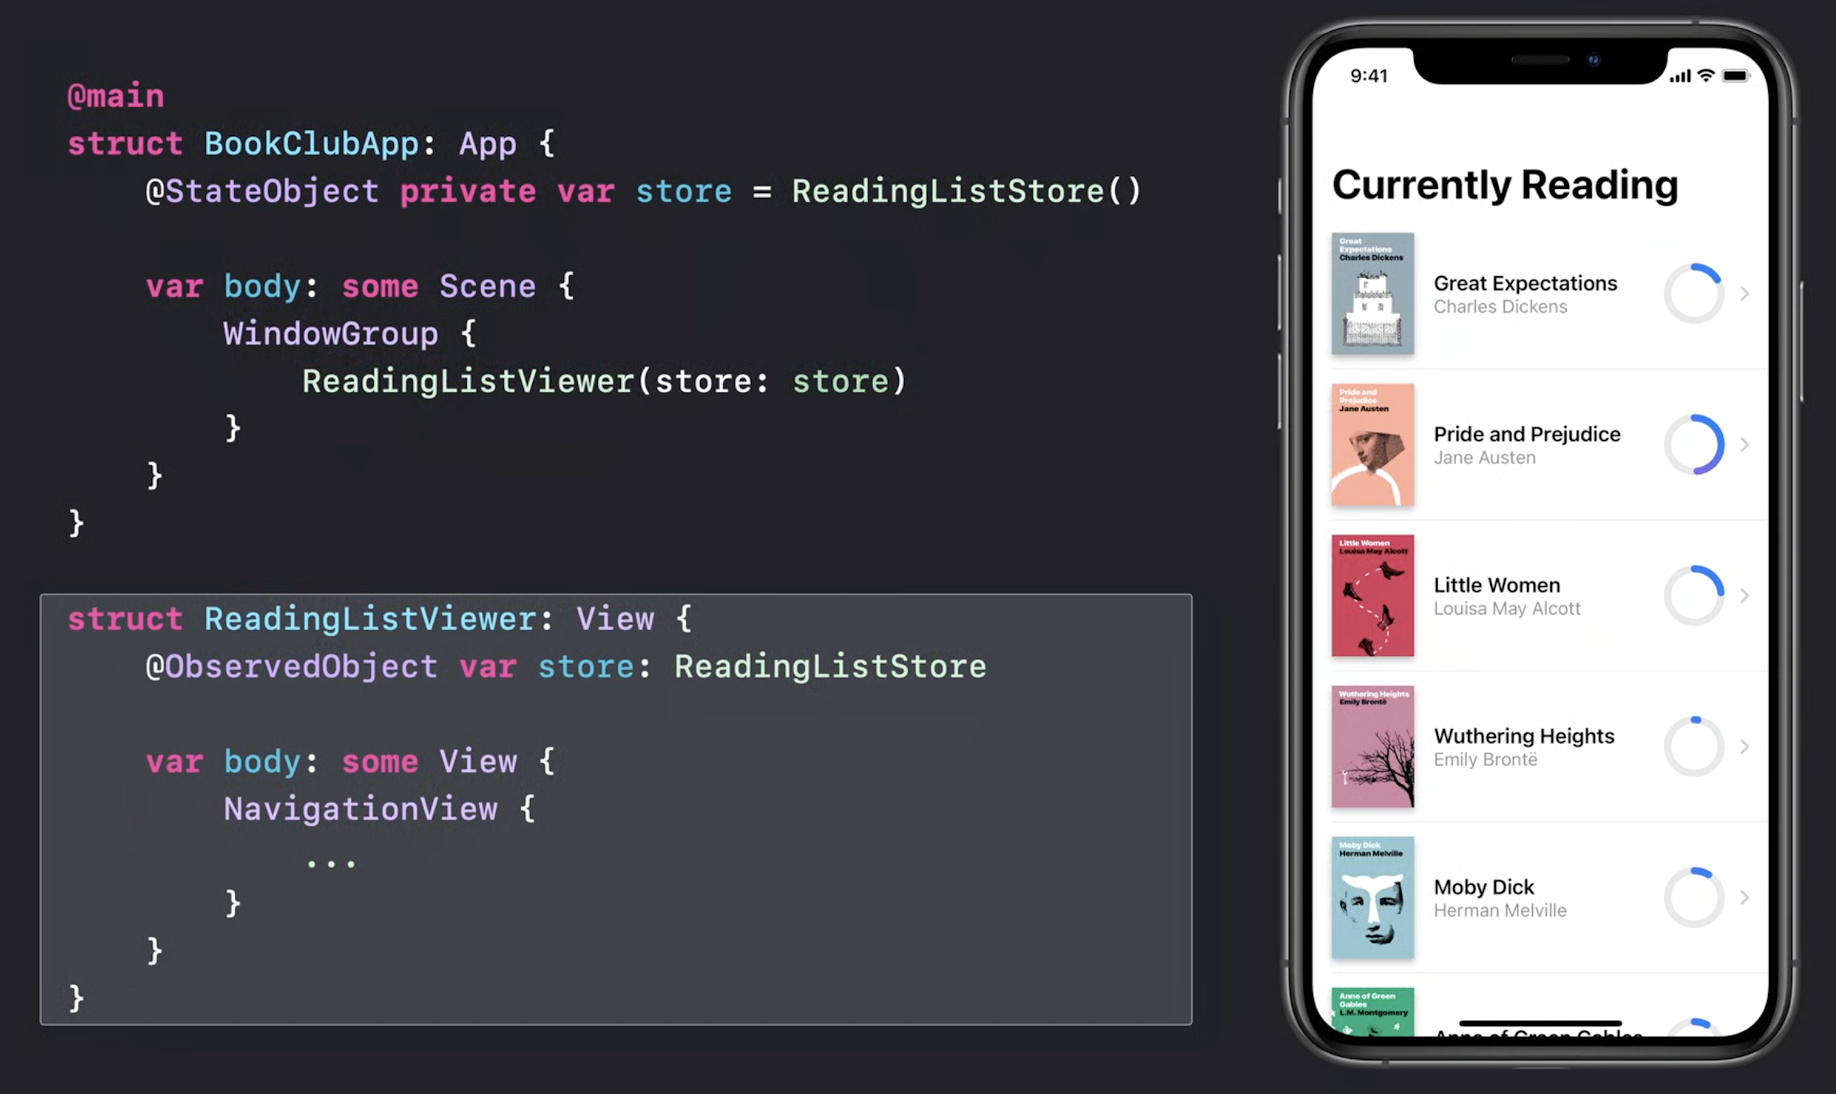 @main
struct BookClubApp: App {
@StateObject private var store = ReadingListStore()
var body: some Scene {
WindowGroup {
ReadingListViewer(store: store)
}
}
}
struct ReadingListViewer: View {
@ObservedObject var store: ReadingListStore
var body: some View {
NavigationView {
...
}
}
}
9:41
Currently Reading
Great
Expectations
Charles Dickens
Great Expectations
Charles Dickens
Pride and
Prejudice
Jane Austen
Pride and Prejudice
Jane Austen
Little Women
Louisa May Alcott
Little Women
Louisa May Alcott
Wuthering Heights
Emily Brontë
Wuthering Heights
Emily Brontë
Moby Dick
Herman Melville
Moby Dick
Herman Melville
Anne of Green
Gables
L.M. Montgomery
Anne of Green Gables